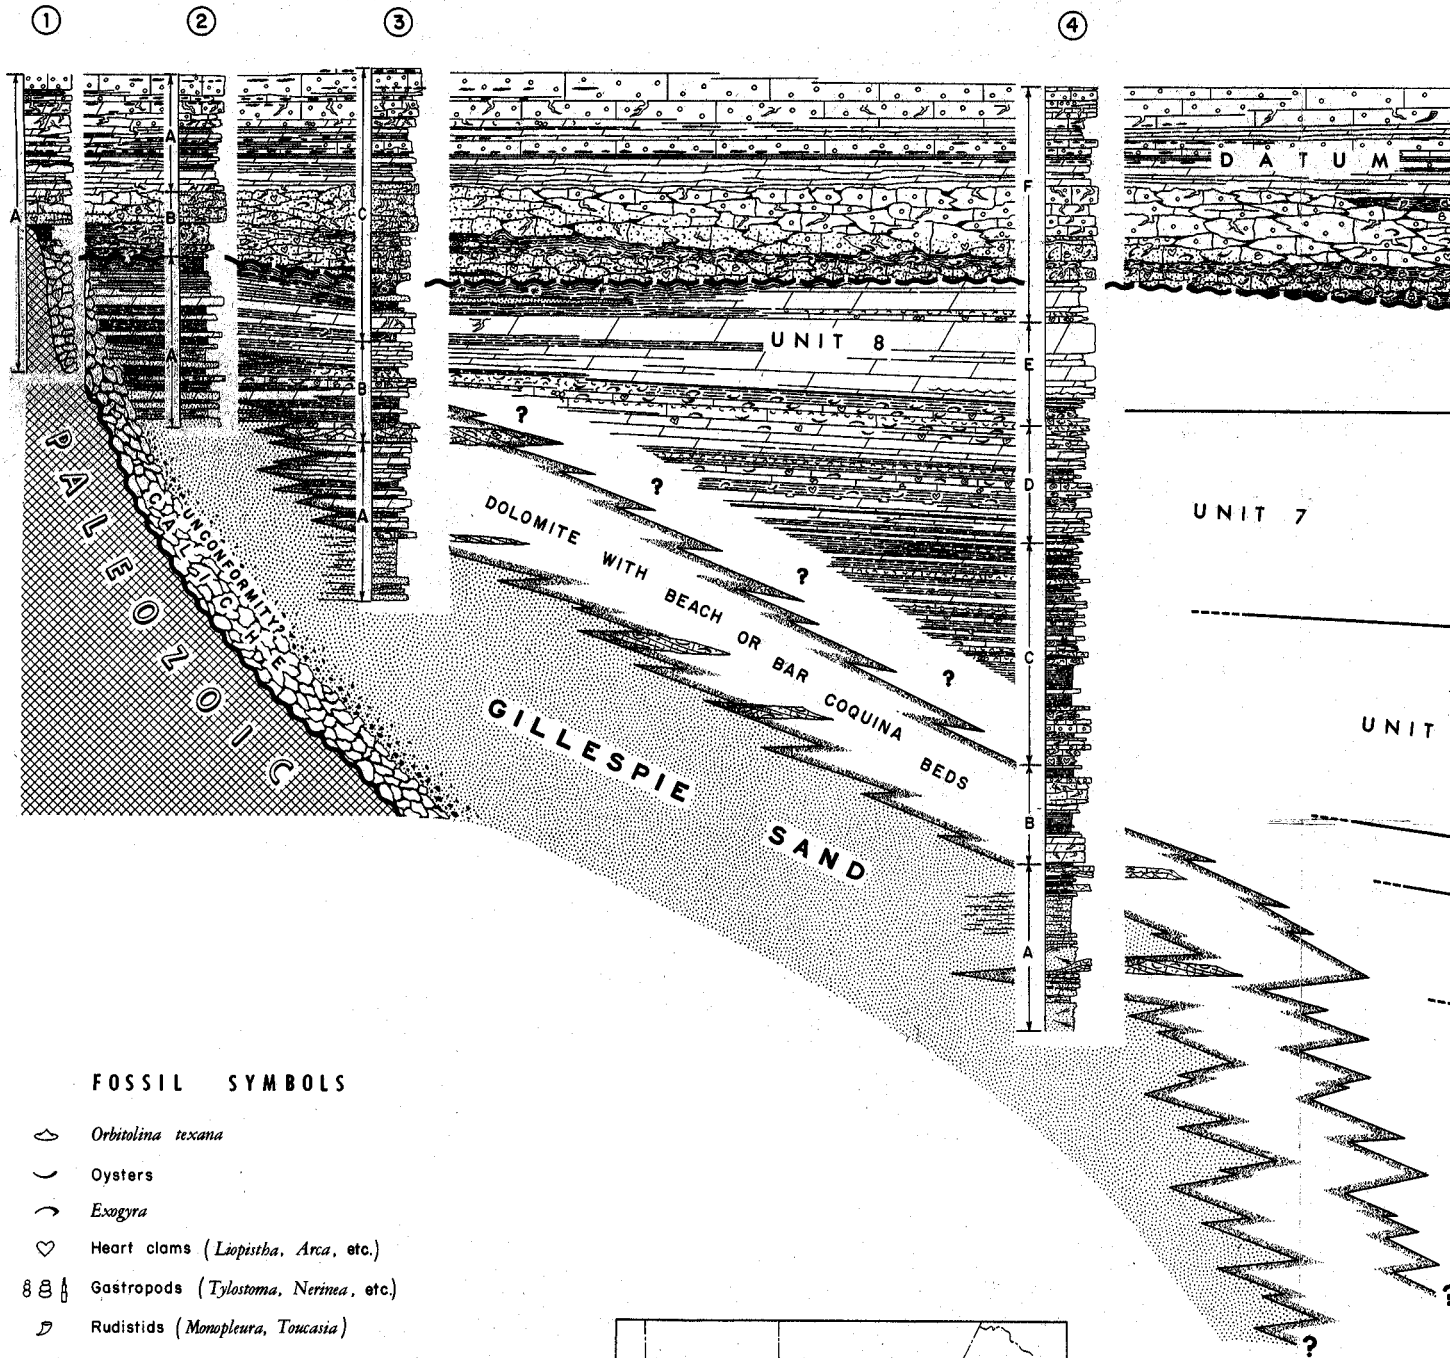 1 2 3 4
A
A
B
A
C
B
A
F
E
D
C
B
A
DATUM
UNIT 8
UNIT 7
UNIT
PALEOZOIC
CALICHE
UNCONFORMITY?
?
?
?
?
DOLOMITE WITH BEACH OR BAR COQUINA BEDS
GILLESPIE SAND
?
?
FOSSIL SYMBOLS
Orbitolina texana
Oysters
Exogyra
Heart clams (Liopistha, Arca, etc.)
Gastropods (Tylostoma, Nerinea, etc.)
Rudistids (Monopleura, Toucasia)